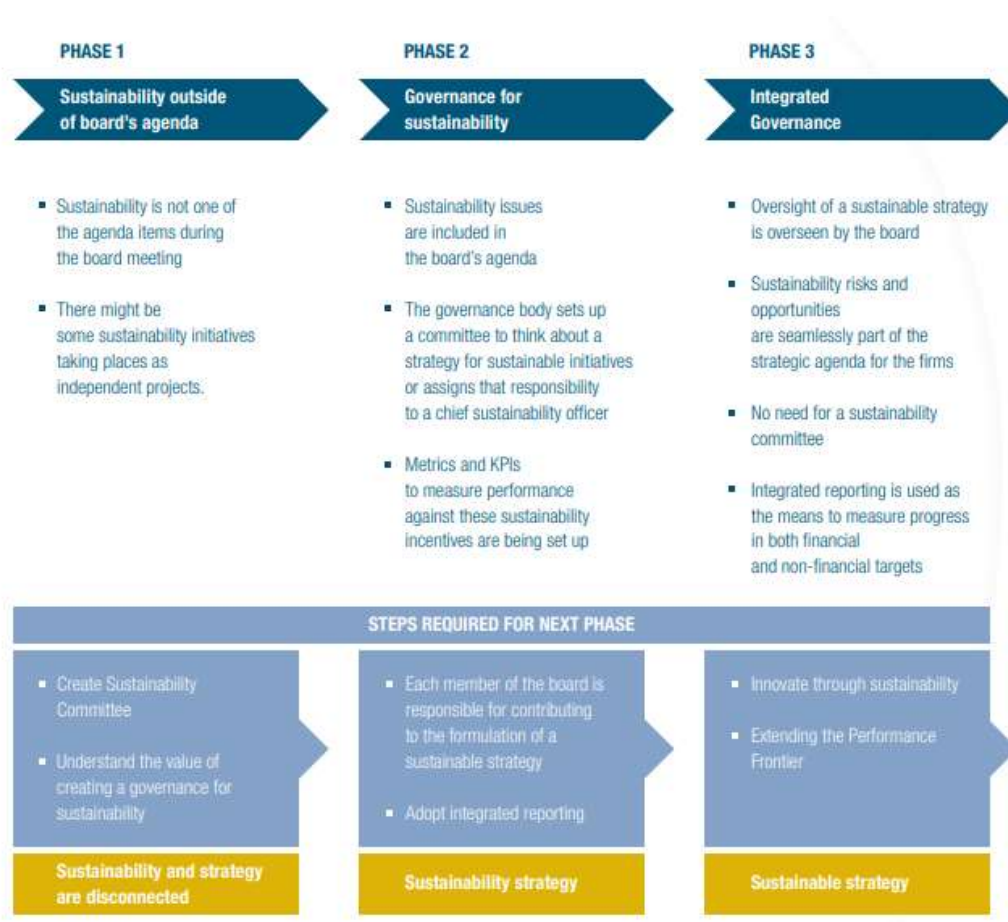 PHASE 1
Sustainability outside
of board's agenda
▪ Sustainability is not one of
the agenda items during
the board meeting
▪ There might be
some sustainability initiatives
taking places as
independent projects.
PHASE 2
Governance for
sustainability
▪ Sustainability issues
are included in
the board's agenda
▪ The governance body sets up
a committee to think about a
strategy for sustainable initiatives
or assigns that responsibility
to a chief sustainability officer
▪ Metrics and KPIs
to measure performance
against these sustainability
incentives are being set up
PHASE 3
Integrated
Governance
▪ Oversight of a sustainable strategy
is overseen by the board
▪ Sustainability risks and
opportunities
are seamlessly part of the
strategic agenda for the firms
▪ No need for a sustainability
committee
▪ Integrated reporting is used as
the means to measure progress
in both financial
and non-financial targets
STEPS REQUIRED FOR NEXT PHASE
▪ Create Sustainability
Committee
▪ Understand the value of
creating a governance for
sustainability
Sustainability and strategy
are disconnected
▪ Each member of the board is
responsible for contributing
to the formulation of a
sustainable strategy
▪ Adopt integrated reporting
Sustainability strategy
▪ Innovate through sustainability
▪ Extending the Performance
Frontier
Sustainable strategy